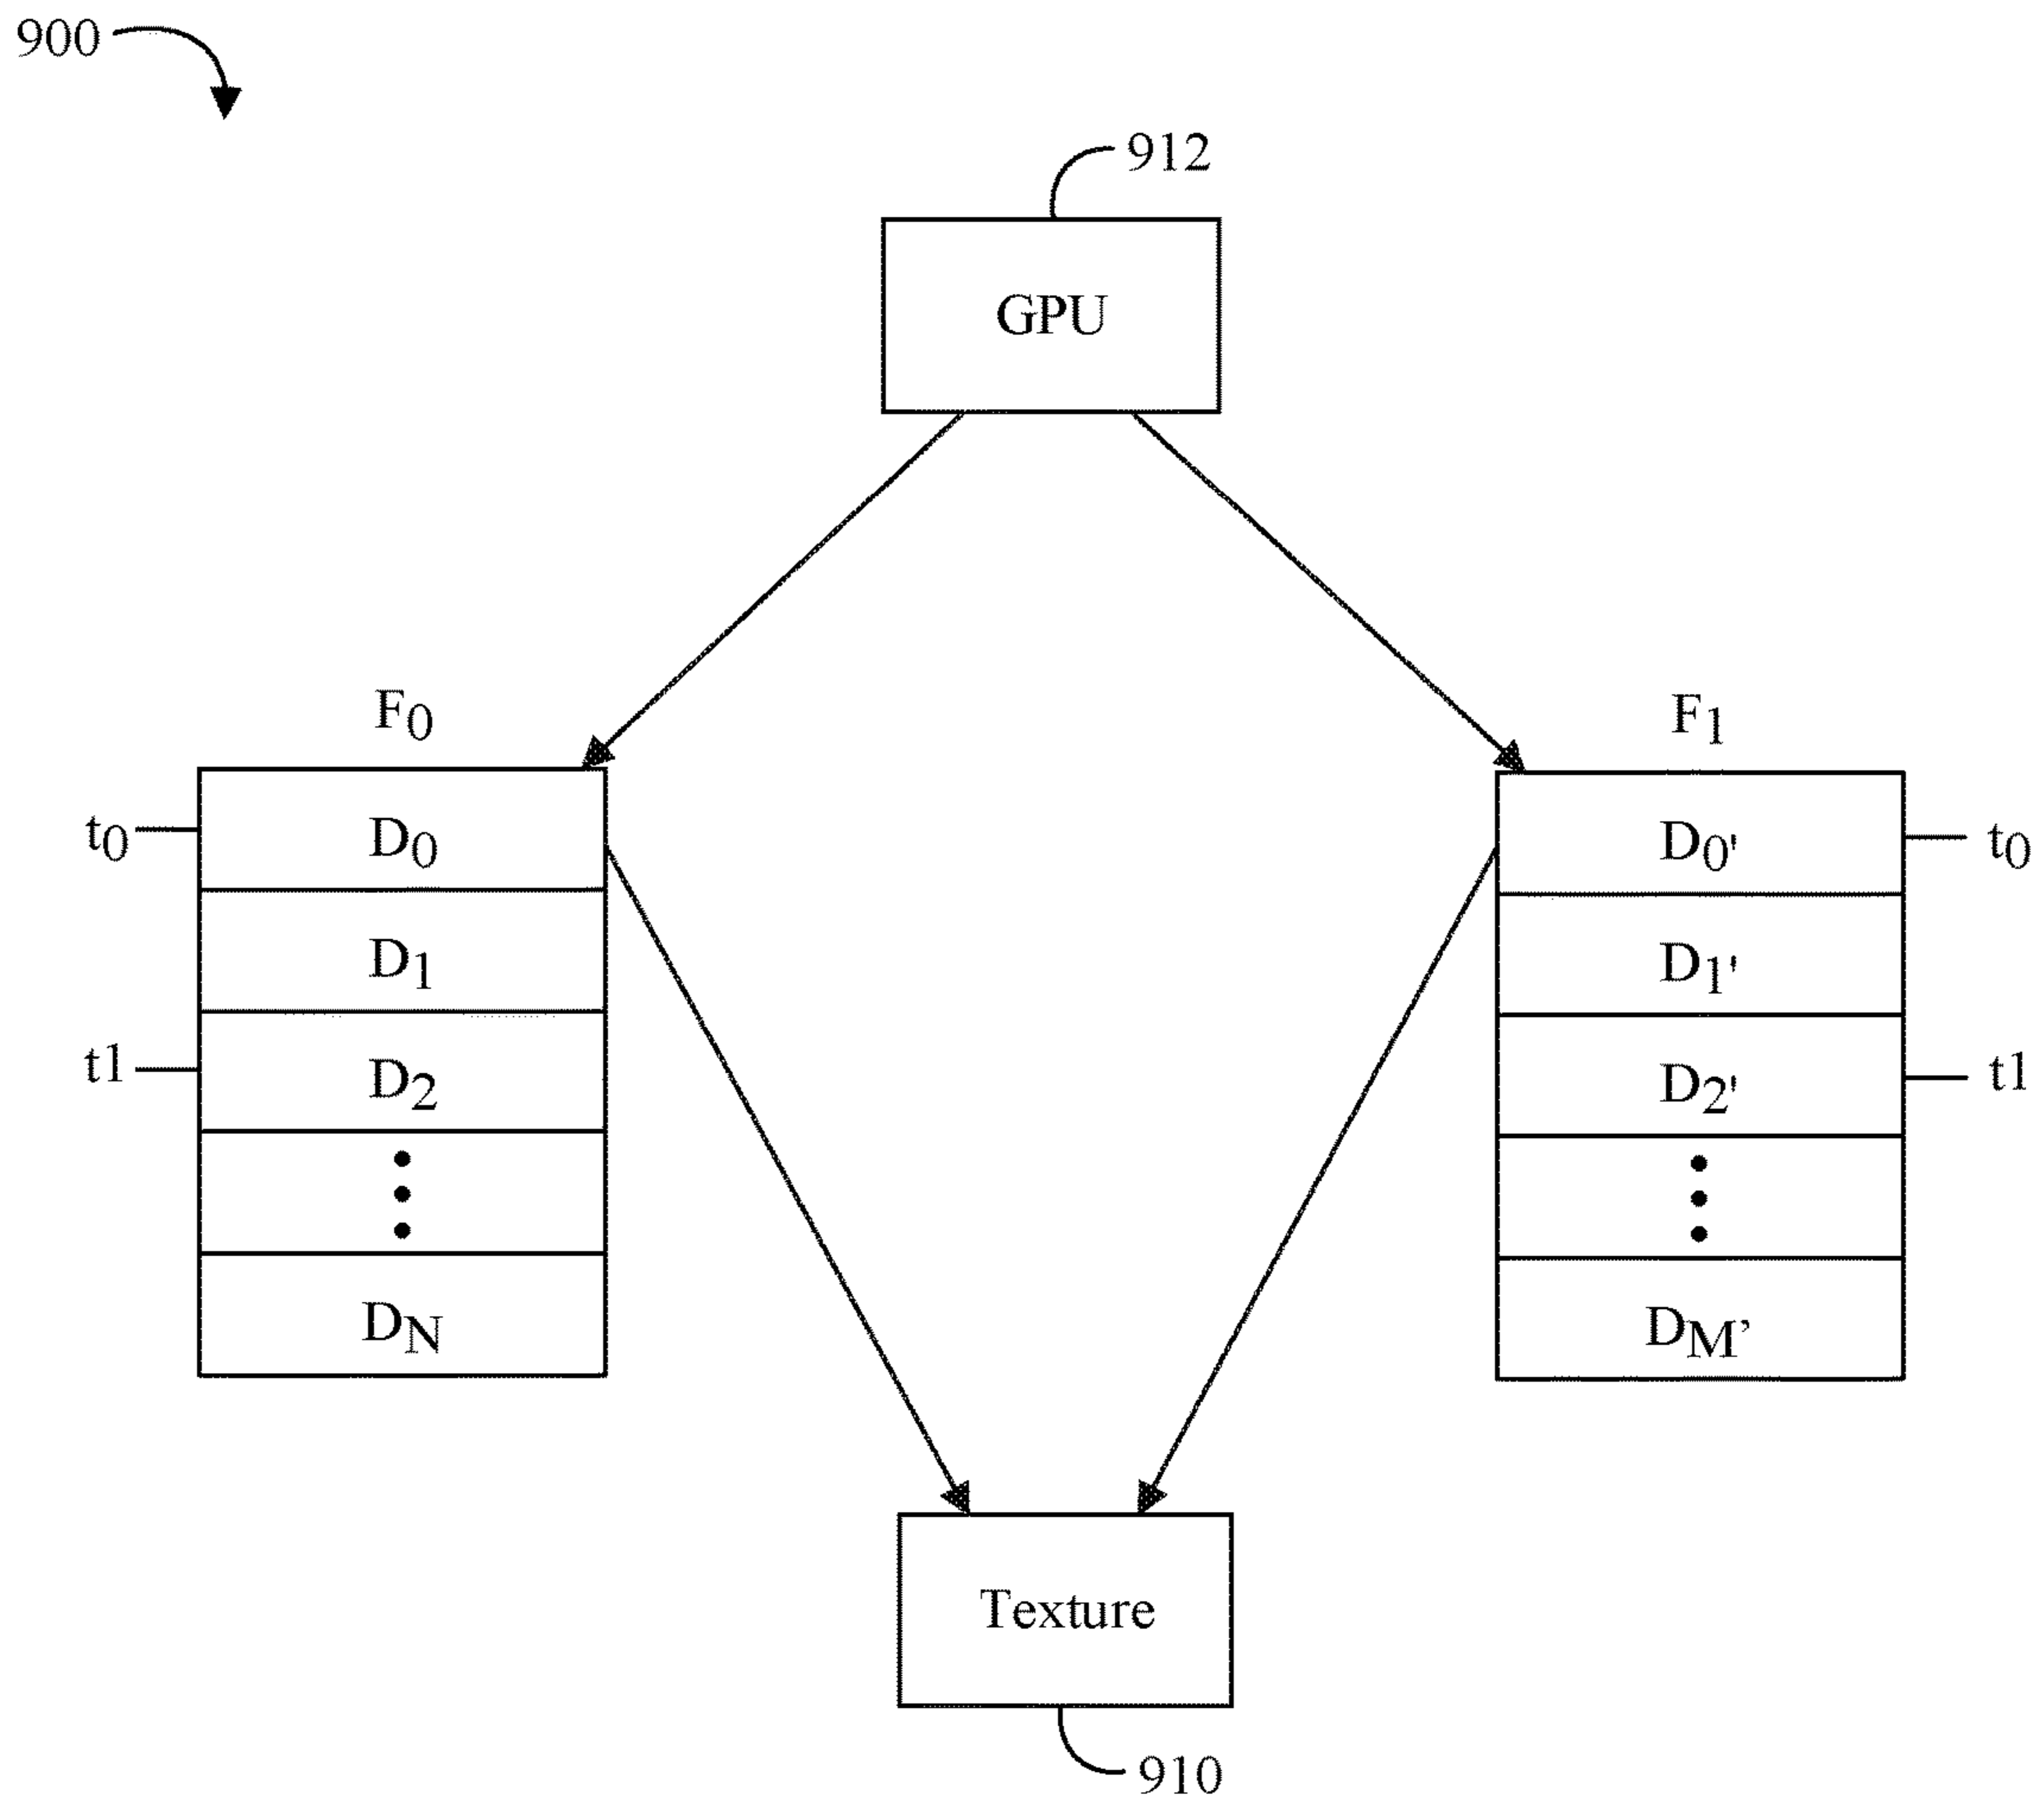 900
912
GPU
F0
F1
t0
D0
D0'
t0
D1
D1'
t1
D2
D2'
t1
DN
DM’
Texture
910